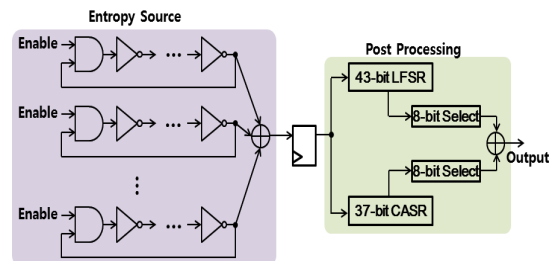 Entropy Source
Enable
Enable
Enable
Post Processing
43-bit LFSR
8-bit Select
Output
8-bit Select
37-bit CASR